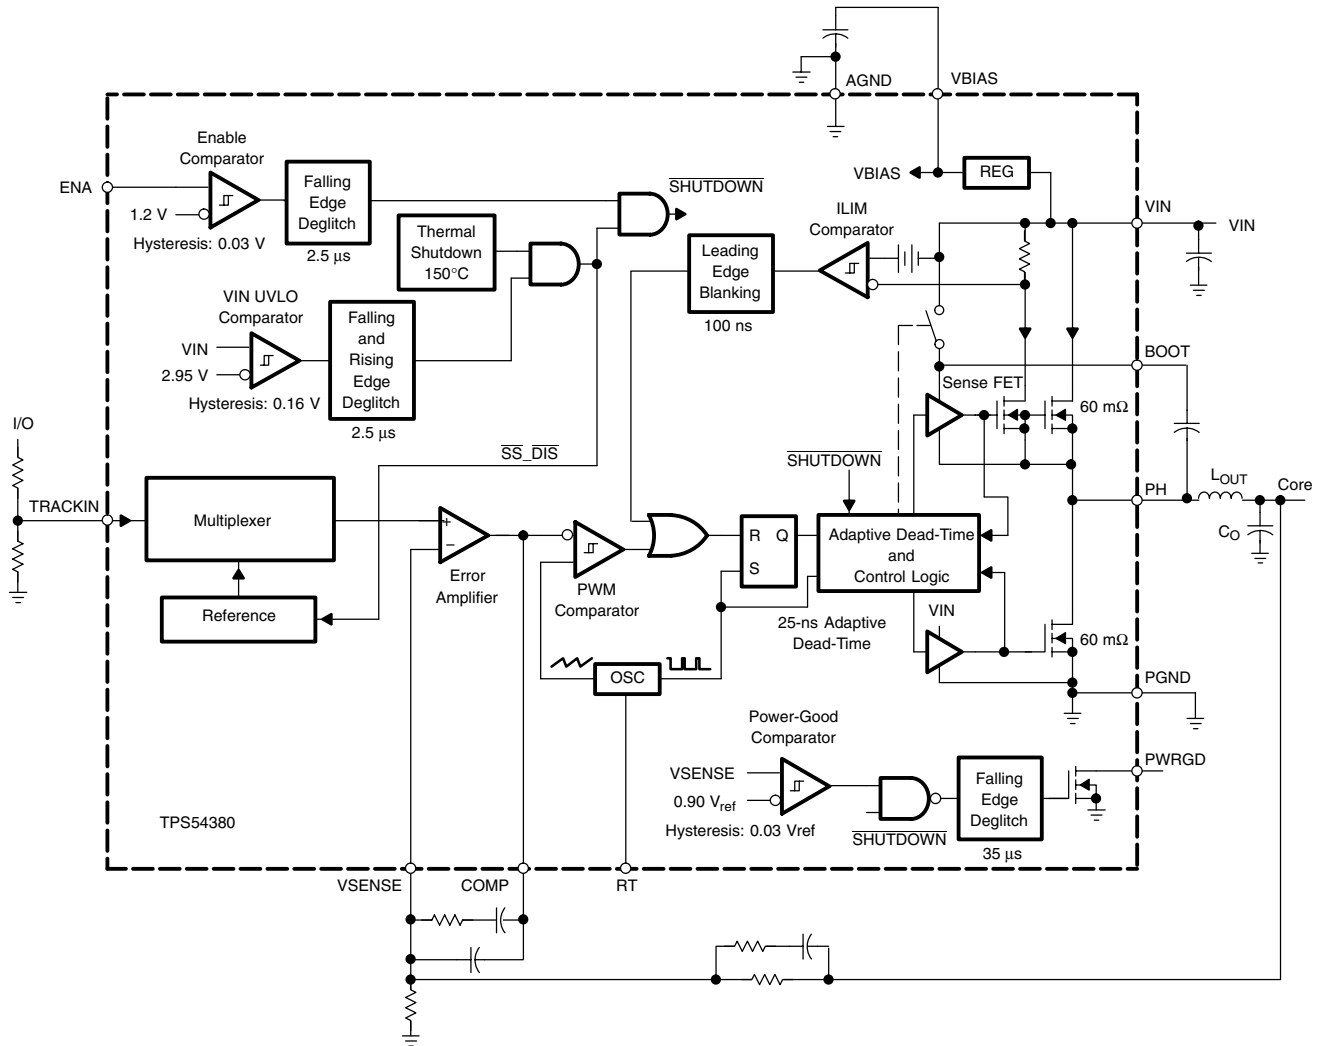 AGND
VBIAS
Enable
Comparator
ENA
1.2 V
Hysteresis: 0.03 V
Falling
Edge
Deglitch
2.5 μs
SHUTDOWN
Thermal
Shutdown
150°C
VIN UVLO
Comparator
VIN
2.95 V
Hysteresis: 0.16 V
Falling
and
Rising
Edge
Deglitch
2.5 μs
SS_DIS
Leading
Edge
Blanking
100 ns
ILIM
Comparator
VBIAS
REG
VIN
VIN
BOOT
Sense FET
60 mΩ
I/O
TRACKIN
Multiplexer
Reference
+
−
Error
Amplifier
PWM
Comparator
R Q
S
SHUTDOWN
Adaptive Dead-Time
and
Control Logic
25-ns Adaptive
Dead-Time
VIN
60 mΩ
PH
LOUT
Core
CO
PGND
OSC
Power-Good
Comparator
VSENSE
0.90 Vref
Hysteresis: 0.03 Vref
SHUTDOWN
Falling
Edge
Deglitch
35 μs
PWRGD
TPS54380
VSENSE
COMP
RT